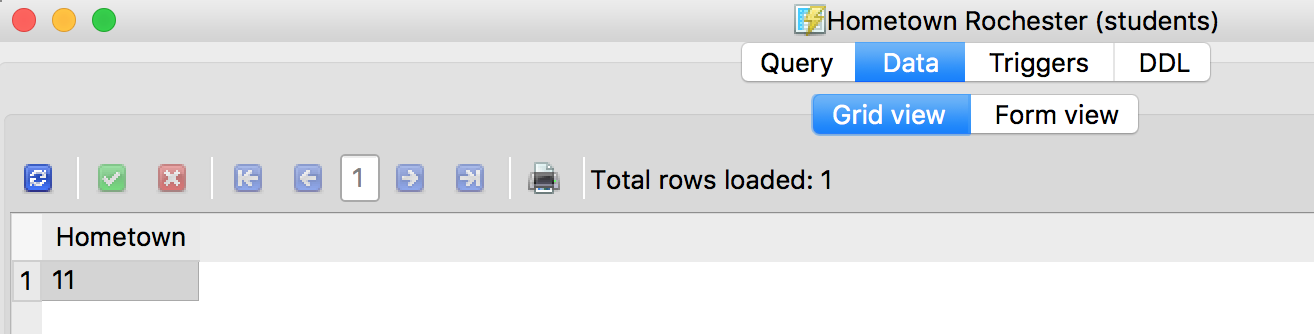 Hometown Rochester (students)
Query Data Triggers DDL
Grid view Form view
1 Total rows loaded: 1
Hometown
1 11